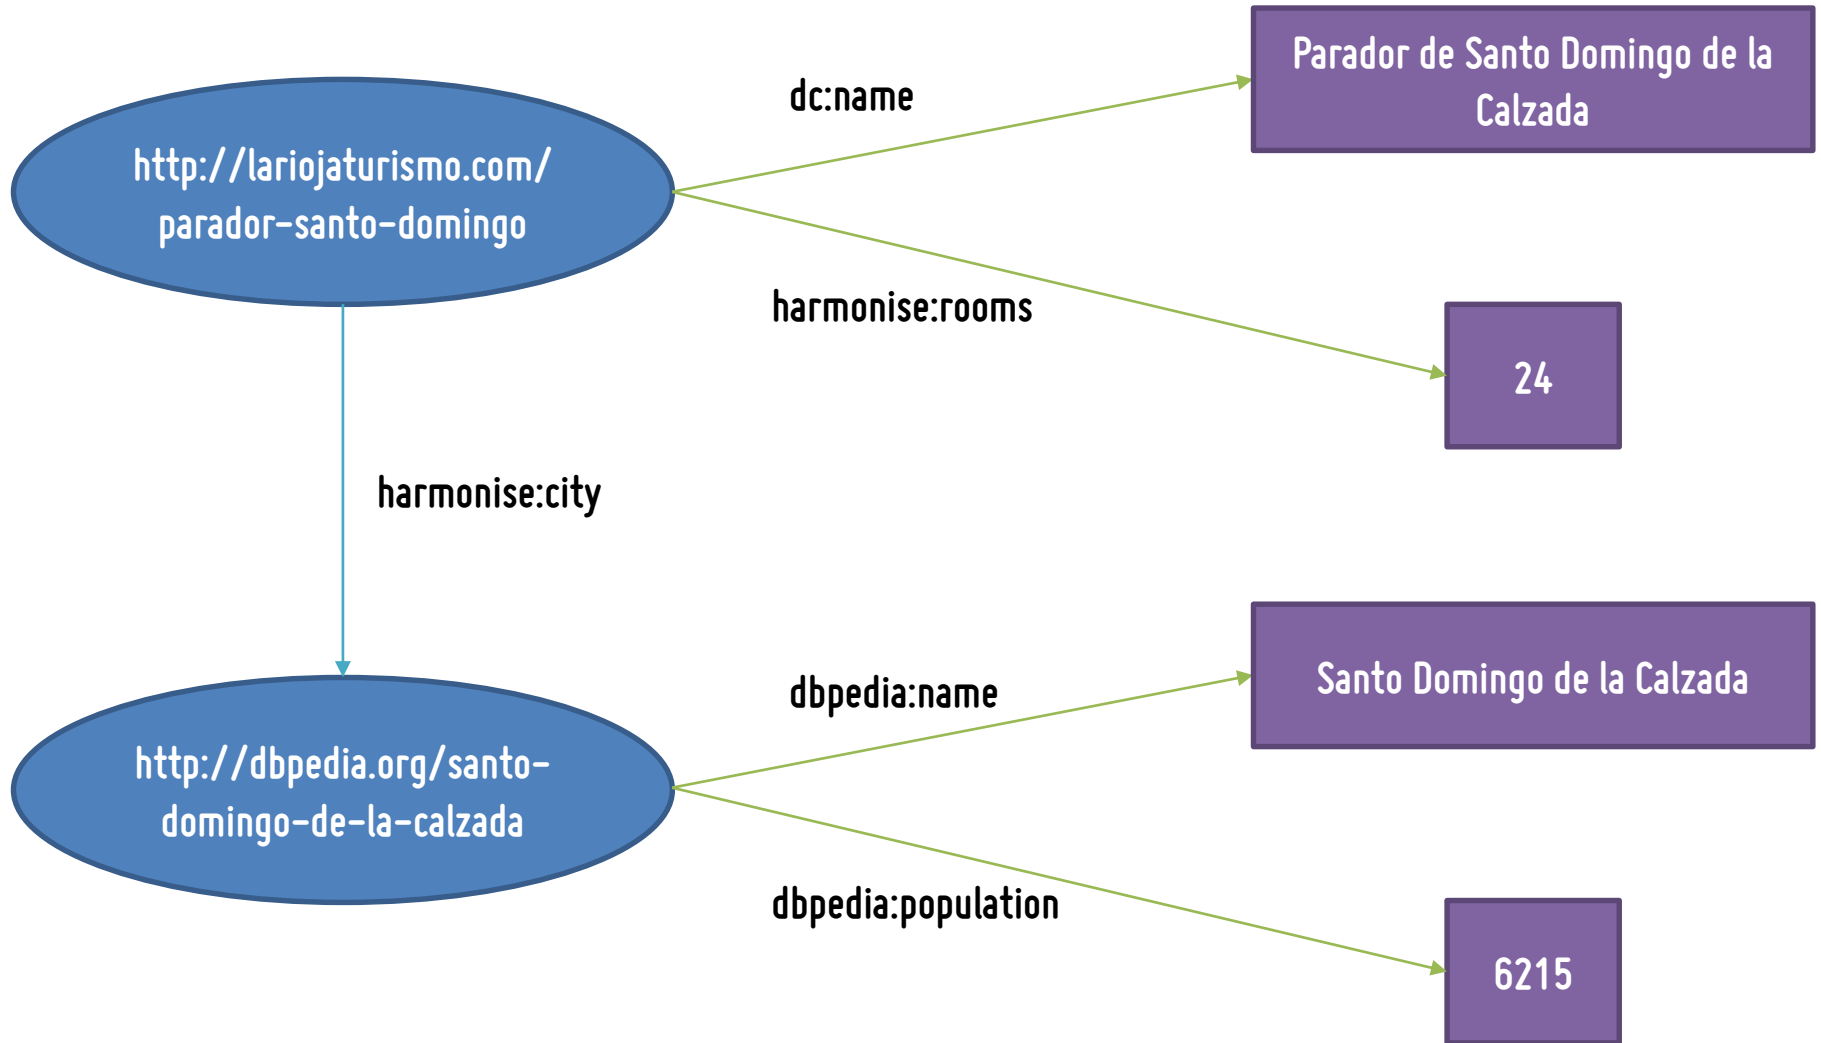 http://lariojaturismo.com/
parador-santo-domingo
dc:name
Parador de Santo Domingo de la
Calzada
harmonise:rooms
24
harmonise:city
http://dbpedia.org/santo-
domingo-de-la-calzada
dbpedia:name
Santo Domingo de la Calzada
dbpedia:population
6215